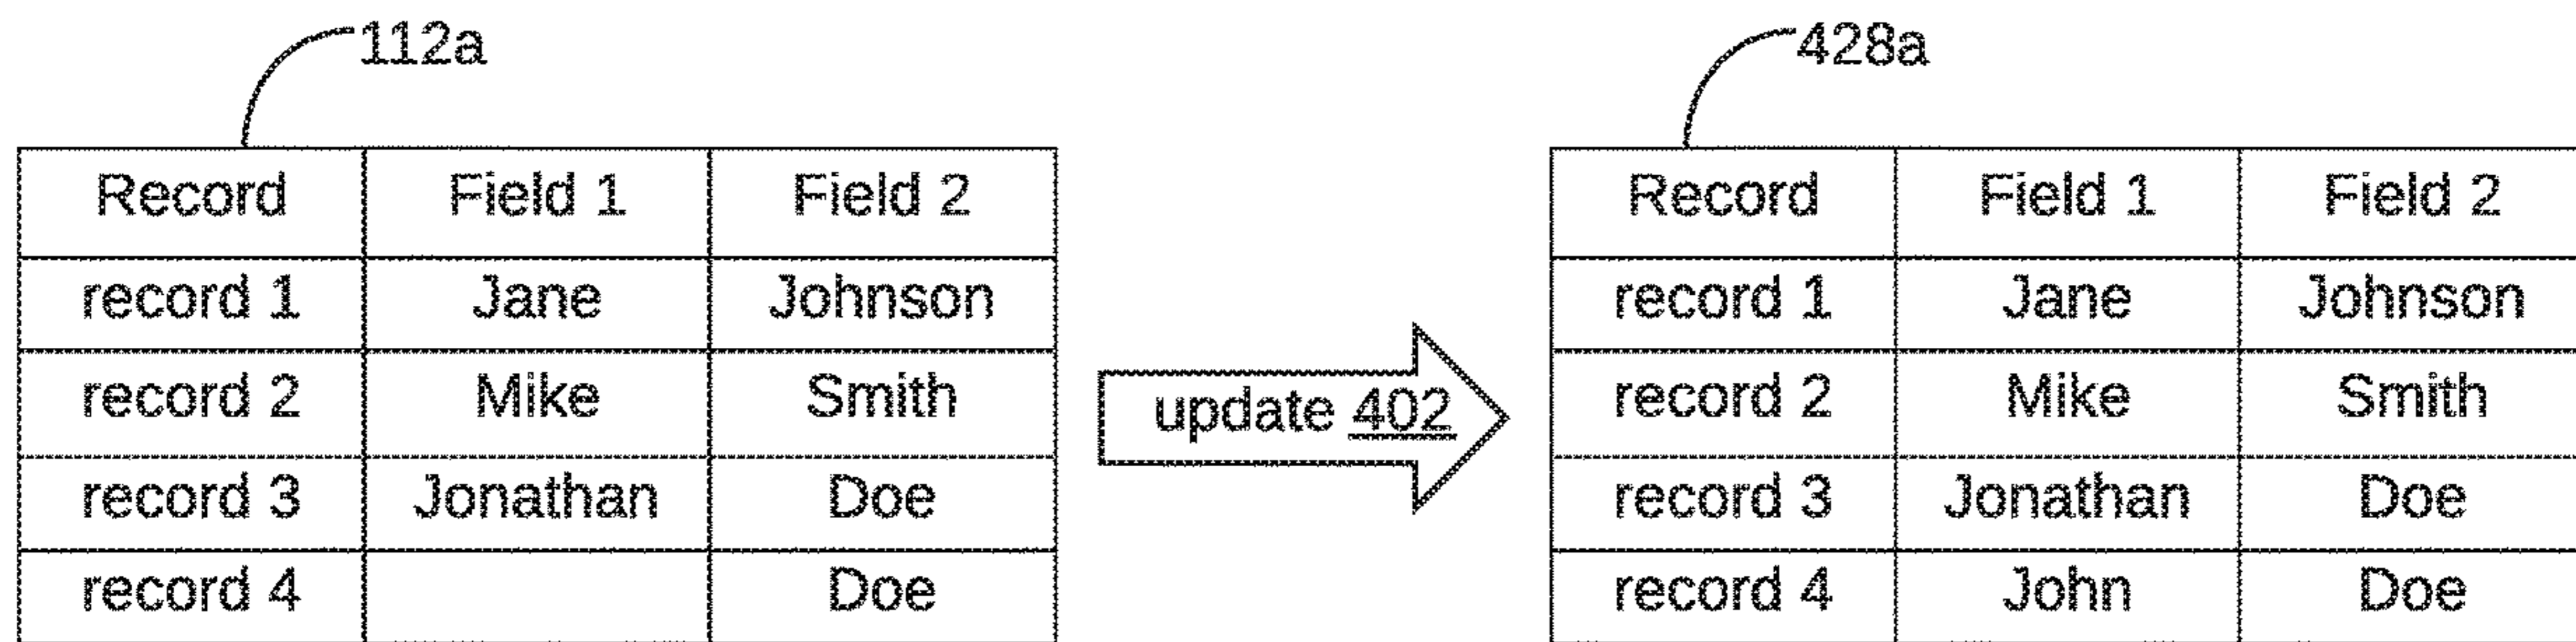 112a
428a
Record Field 1 Field 2
record 1 Jane Johnson
record 2 Mike Smith
record 3 Jonathan Doe
record 4 Doe
update 402
Record Field 1 Field 2
record 1 Jane Johnson
record 2 Mike Smith
record 3 Jonathan Doe
record 4 John Doe